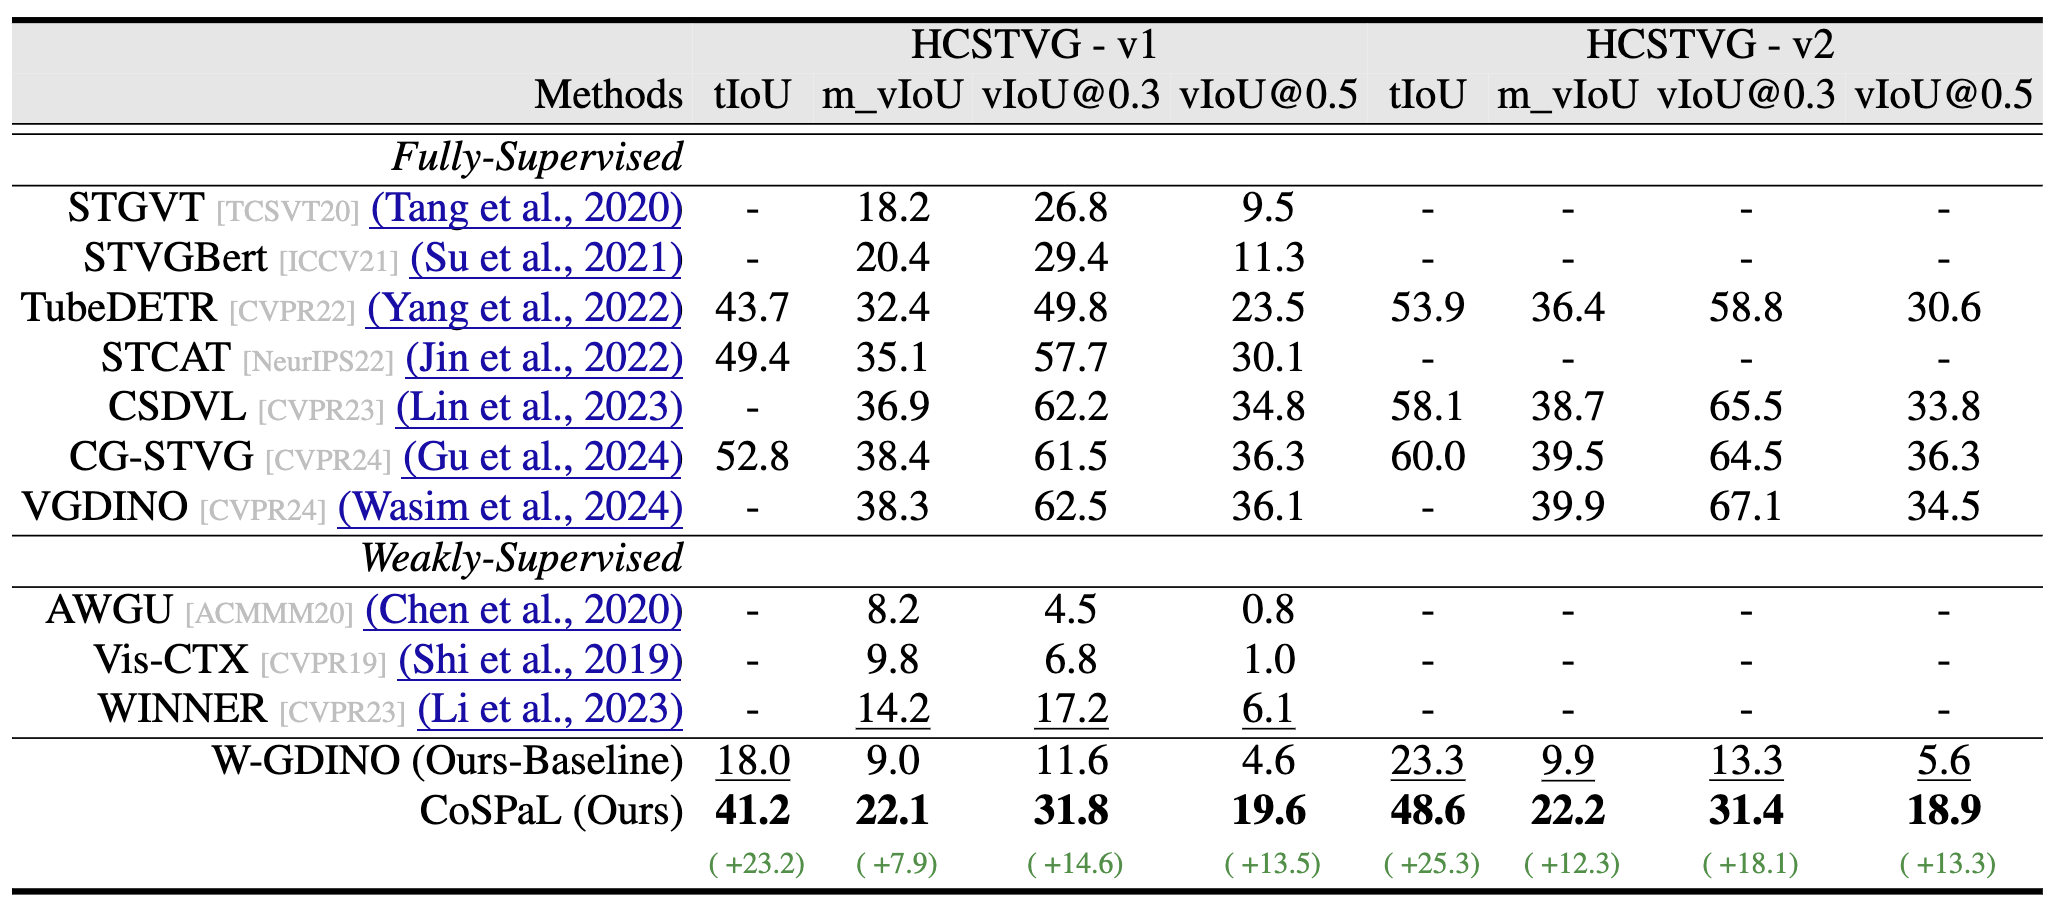 HCSTVG - v1 HCSTVG - v2
Methods tIoU m_vIoU vIoU@0.3 vIoU@0.5 tIoU m_vIoU vIoU@0.3 vIoU@0.5
Fully-Supervised
STGVT [TCSVT20] (Tang et al., 2020) - 18.2 26.8 9.5 - - - -
STVGBert [ICCV21] (Su et al., 2021) - 20.4 29.4 11.3 - - - -
TubeDETR [CVPR22] (Yang et al., 2022) 43.7 32.4 49.8 23.5 53.9 36.4 58.8 30.6
STCAT [NeurIPS22] (Jin et al., 2022) 49.4 35.1 57.7 30.1 - - - -
CSDVL [CVPR23] (Lin et al., 2023) - 36.9 62.2 34.8 58.1 38.7 65.5 33.8
CG-STVG [CVPR24] (Gu et al., 2024) 52.8 38.4 61.5 36.3 60.0 39.5 64.5 36.3
VGDINO [CVPR24] (Wasim et al., 2024) - 38.3 62.5 36.1 - 39.9 67.1 34.5
Weakly-Supervised
AWGU [ACMMM20] (Chen et al., 2020) - 8.2 4.5 0.8 - - - -
Vis-CTX [CVPR19] (Shi et al., 2019) - 9.8 6.8 1.0 - - - -
WINNER [CVPR23] (Li et al., 2023) - 14.2 17.2 6.1 - - - -
W-GDINO (Ours-Baseline) 18.0 9.0 11.6 4.6 23.3 9.9 13.3 5.6
CoSPaL (Ours) 41.2 22.1 31.8 19.6 48.6 22.2 31.4 18.9
( +23.2) ( +7.9) ( +14.6) ( +13.5) ( +25.3) ( +12.3) ( +18.1) ( +13.3)